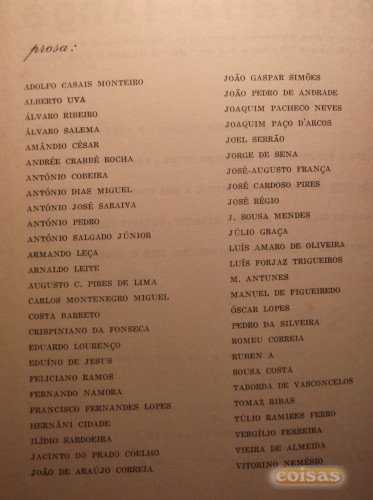 prosa:
ADOLFO CASAIS MONTEIRO
ALBERTO UVA
ÁLVARO RIBEIRO
ÁLVARO SALEMA
AMÂNDIO CÉSAR
ANDRÉE CRABBÉ ROCHA
ANTÓNIO COBEIRA
ANTÓNIO DIAS MIGUEL
ANTÓNIO JOSÉ SARAIVA
ANTÓNIO PEDRO
ANTÓNIO SALGADO JÚNIOR
ARMANDO LEÇA
ARNALDO LEITE
AUGUSTO C. PIRES DE LIMA
CARLOS MONTENEGRO MIGUEL
COSTA BARRETO
CRISPINIANO DA FONSECA
EDUARDO LOURENÇO
EDUÍNO DE JESUS
FELICIANO RAMOS
FERNANDO NAMORA
FRANCISCO FERNANDES LOPES
HERNÂNI CIDADE
ILÍDIO SARDOEIRA
JACINTO DO PRADO COELHO
JOÃO DE ARAÚJO CORREIA
JOÃO GASPAR SIMÕES
JOÃO PEDRO DE ANDRADE
JOAQUIM PACHECO NEVES
JOAQUIM PAÇO D'ARCOS
JOEL SERRÃO
JORGE DE SENA
JOSÉ-AUGUSTO FRANÇA
JOSÉ CARDOSO PIRES
JOSÉ RÉGIO
J. SOUSA MENDES
JÚLIO GRAÇA
LUÍS AMARO DE OLIVEIRA
LUÍS FORJAZ TRIGUEIROS
M. ANTUNES
MANUEL DE FIGUEIREDO
ÓSCAR LOPES
PEDRO DA SILVEIRA
ROMEU CORREIA
RUBEN A
SOUSA COSTA
TABORDA DE VASCONCELOS
TOMAZ RIBAS
TÚLIO RAMIRES FERRO
VERGÍLIO FERREIRA
VIEIRA DE ALMEIDA
VITORINO NEMÉSIO
coisas